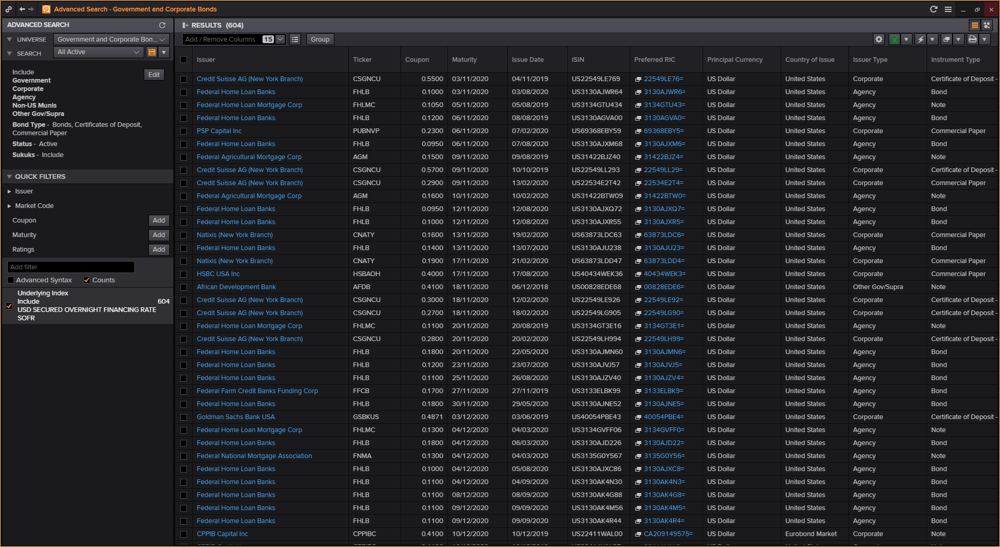 Advanced Search - Government and Corporate Bonds
ADVANCED SEARCH
UNIVERSE Government and Corporate Bon...
SEARCH All Active
Include
Edit
Government
Corporate
Agency
Non-US Munis
Other Gov/Supra
Bond Type - Bonds, Certificates of Deposit,
Commercial Paper
Status - Active
Sukuks - Include
QUICK FILTERS
Issuer
Market Code
Coupon Add
Maturity Add
Ratings Add
Add filter
Advanced Syntax Counts
Underlying Index
Include 604
USD SECURED OVERNIGHT FINANCING RATE
SOFR
RESULTS (604)
Add / Remove Columns 15 Group
Issuer Ticker Coupon Maturity Issue Date ISIN Preferred RIC Principal Currency Country of Issue Issuer Type Instrument Type
Credit Suisse AG (New York Branch) CSGNCU 0.5500 03/11/2020 04/11/2019 US22549LE769 22549LE76= US Dollar United States Corporate Certificate of Deposit -
Federal Home Loan Banks FHLB 0.1000 03/11/2020 03/08/2020 US3130AJWR64 3130AJWR6= US Dollar United States Agency Bond
Federal Home Loan Mortgage Corp FHLMC 0.1050 05/11/2020 05/08/2019 US3134GTU434 3134GTU43= US Dollar United States Agency Note
Federal Home Loan Banks FHLB 0.1200 06/11/2020 08/08/2019 US3130AGVA00 3130AGVA0= US Dollar United States Agency Bond
PSP Capital Inc PUBNVP 0.2300 06/11/2020 07/02/2020 US69368EBY59 69368EBY5= US Dollar United States Corporate Commercial Paper
Federal Home Loan Banks FHLB 0.0950 06/11/2020 07/08/2020 US3130AJXM68 3130AJXM6= US Dollar United States Agency Bond
Federal Agricultural Mortgage Corp AGM 0.1500 09/11/2020 09/08/2019 US31422BJZ40 31422BJZ4= US Dollar United States Agency Note
Credit Suisse AG (New York Branch) CSGNCU 0.5700 09/11/2020 10/10/2019 US22549LL293 22549LL29= US Dollar United States Corporate Certificate of Deposit -
Credit Suisse AG (New York Branch) CSGNCU 0.2900 09/11/2020 13/02/2020 US22534E2T42 22534E2T4= US Dollar United States Corporate Commercial Paper
Federal Agricultural Mortgage Corp AGM 0.1600 10/11/2020 10/02/2020 US31422BTW09 31422BTW0= US Dollar United States Agency Note
Federal Home Loan Banks FHLB 0.0950 12/11/2020 12/08/2020 US3130AJXQ72 3130AJXQ7= US Dollar United States Agency Bond
Federal Home Loan Banks FHLB 0.1000 12/11/2020 12/08/2020 US3130AJXR55 3130AJXR5= US Dollar United States Agency Bond
Natixis (New York Branch) CNATY 0.1600 13/11/2020 19/02/2020 US63873LDC63 63873LDC6= US Dollar United States Corporate Commercial Paper
Federal Home Loan Banks FHLB 0.1400 13/11/2020 13/07/2020 US3130AJU238 3130AJU23= US Dollar United States Agency Bond
Natixis (New York Branch) CNATY 0.1900 17/11/2020 21/02/2020 US63873LDD47 63873LDD4= US Dollar United States Corporate Commercial Paper
HSBC USA Inc HSBAOH 0.4000 17/11/2020 17/08/2020 US40434WEK36 40434WEK3= US Dollar United States Corporate Commercial Paper
African Development Bank AFDB 0.4100 18/11/2020 06/12/2018 US00828EDE68 00828EDE6= US Dollar United States Other Gov/Supra Note
Credit Suisse AG (New York Branch) CSGNCU 0.3000 18/11/2020 12/02/2020 US22549LE926 22549LE92= US Dollar United States Corporate Certificate of Deposit -
Credit Suisse AG (New York Branch) CSGNCU 0.2700 18/11/2020 18/02/2020 US22549LG905 22549LG90= US Dollar United States Corporate Certificate of Deposit -
Federal Home Loan Mortgage Corp FHLMC 0.1100 20/11/2020 20/08/2019 US3134GT3E16 3134GT3E1= US Dollar United States Agency Note
Credit Suisse AG (New York Branch) CSGNCU 0.2800 20/11/2020 20/02/2020 US22549LH994 22549LH99= US Dollar United States Corporate Certificate of Deposit -
Federal Home Loan Banks FHLB 0.1800 20/11/2020 22/05/2020 US3130AJMN60 3130AJMN6= US Dollar United States Agency Bond
Federal Home Loan Banks FHLB 0.1200 23/11/2020 23/07/2020 US3130AJVJ57 3130AJVJ5= US Dollar United States Agency Bond
Federal Home Loan Banks FHLB 0.1100 25/11/2020 26/08/2020 US3130AJZV40 3130AJZV4= US Dollar United States Agency Bond
Federal Farm Credit Banks Funding Corp FFCB 0.1700 27/11/2020 27/11/2019 US3133ELBK99 3133ELBK9= US Dollar United States Agency Bond
Federal Home Loan Banks FHLB 0.1800 30/11/2020 29/05/2020 US3130AJNE52 3130AJNE5= US Dollar United States Agency Bond
Goldman Sachs Bank USA GSBKUS 0.4871 03/12/2020 03/06/2019 US40054PBE43 40054PBE4= US Dollar United States Corporate Certificate of Deposit -
Federal Home Loan Mortgage Corp FHLMC 0.1300 04/12/2020 04/03/2020 US3134GVFF06 3134GVFF0= US Dollar United States Agency Note
Federal Home Loan Banks FHLB 0.1800 04/12/2020 06/03/2020 US3130AJD226 3130AJD22= US Dollar United States Agency Bond
Federal National Mortgage Association FNMA 0.1300 04/12/2020 04/03/2020 US3135G0Y567 3135G0Y56= US Dollar United States Agency Note
Federal Home Loan Banks FHLB 0.1000 04/12/2020 05/08/2020 US3130AJXC86 3130AJXC8= US Dollar United States Agency Bond
Federal Home Loan Banks FHLB 0.1100 04/12/2020 04/09/2020 US3130AK4N30 3130AK4N3= US Dollar United States Agency Bond
Federal Home Loan Banks FHLB 0.1100 08/12/2020 08/09/2020 US3130AK4G88 3130AK4G8= US Dollar United States Agency Bond
Federal Home Loan Banks FHLB 0.1100 09/12/2020 09/09/2020 US3130AK4M56 3130AK4M5= US Dollar United States Agency Bond
Federal Home Loan Banks FHLB 0.1100 09/12/2020 09/09/2020 US3130AK4R44 3130AK4R4= US Dollar United States Agency Bond
CPPIB Capital Inc CPPIBC 0.4100 10/12/2020 10/12/2019 US22411WAL00 CA209149575= US Dollar Eurobond Market Corporate Note